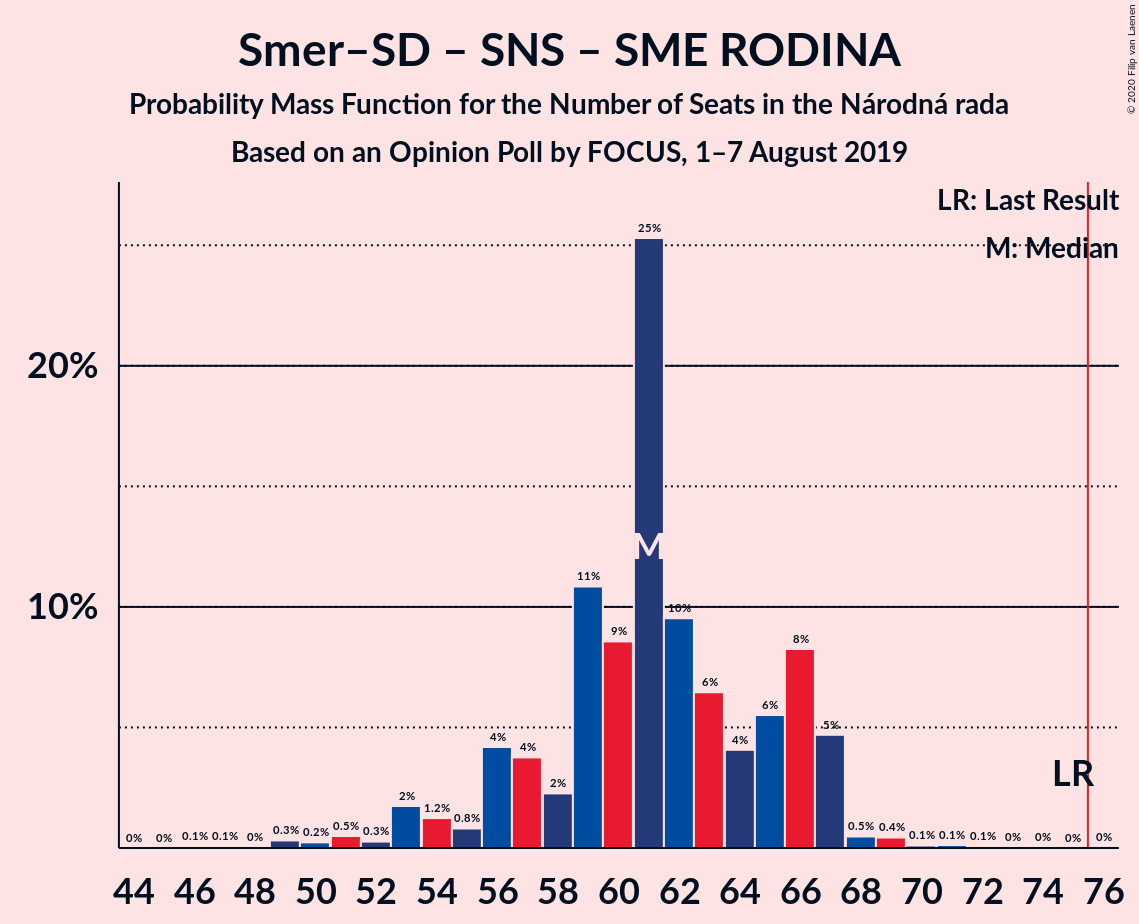 Smer–SD – SNS – SME RODINA
Probability Mass Function for the Number of Seats in the Národná rada
Based on an Opinion Poll by FOCUS, 1–7 August 2019
© 2020 Filip van Laenen
LR: Last Result
M: Median
20%
10%
0% 0% 0.1% 0.1% 0% 0.3% 0.2% 0.5% 0.3% 2% 1.2% 0.8% 4% 4% 2% 11% 9% 25% 10% 6% 4% 6% 8% 5% 0.5% 0.4% 0.1% 0.1% 0.1% 0% 0% 0% 0%
M
LR
44 46 48 50 52 54 56 58 60 62 64 66 68 70 72 74 76